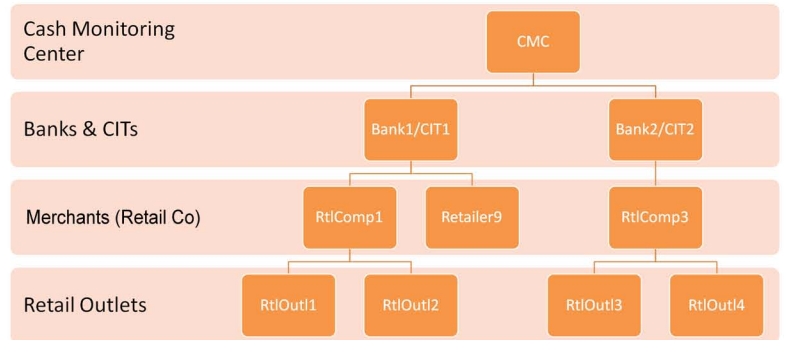 Cash Monitoring
Center
CMC
Banks & CITs
Bank1/CIT1
Bank2/CIT2
Merchants (Retail Co)
RtlComp1
Retailer9
RtlComp3
Retail Outlets
RtlOutl1
RtlOutl2
RtlOutl3
RtlOutl4